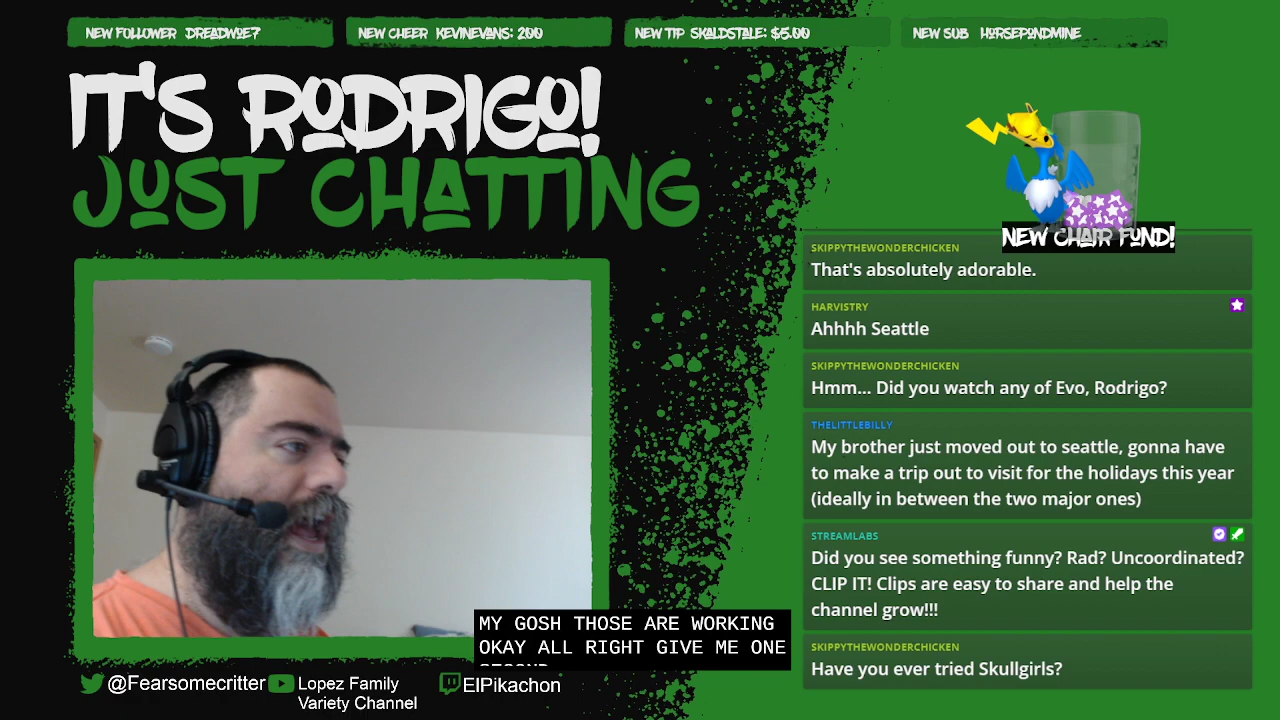 NEW FOLLOWER DREADWOE7
NEW CHEER KEVINEVANS: 200
NEW TIP SKALDSTALE: $5.00
NEW SUB HORSEPONDMINE
IT'S RODRIGO!
JUST CHATTING
NEW CHAIR FUND!
SKIPPYTHEWONDERCHICKEN
That's absolutely adorable.
HARVISTRY
Ahhhh Seattle
SKIPPYTHEWONDERCHICKEN
Hmm... Did you watch any of Evo, Rodrigo?
THELITTLEBILLY
My brother just moved out to seattle, gonna have
to make a trip out to visit for the holidays this year
(ideally in between the two major ones)
STREAMLABS
Did you see something funny? Rad? Uncoordinated?
CLIP IT! Clips are easy to share and help the
channel grow!!!
SKIPPYTHEWONDERCHICKEN
Have you ever tried Skullgirls?
MY GOSH THOSE ARE WORKING
OKAY ALL RIGHT GIVE ME ONE
@Fearsomecritter
Lopez Family
Variety Channel
ElPikachon